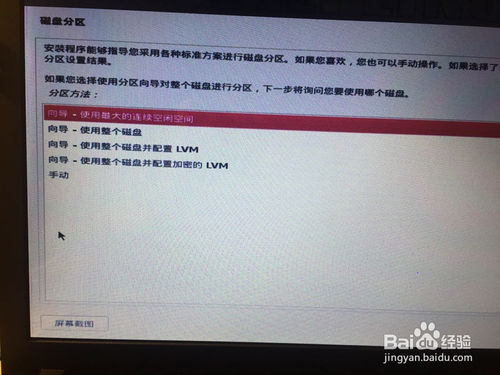 磁盘分区
安装程序能够指导您采用各种标准方案进行磁盘分区。如果您喜欢，您也可以手动操作。如果选择了
分区设置结果。
如果您选择使用分区向导对整个磁盘进行分区，下一步将询问您要使用哪个磁盘。
分区方法：
向导 - 使用最大的连续空闲空间
向导 - 使用整个磁盘
向导 - 使用整个磁盘并配置 LVM
向导 - 使用整个磁盘并配置加密的 LVM
手动
屏幕截图
Baidu经验
jingyan.baidu.com